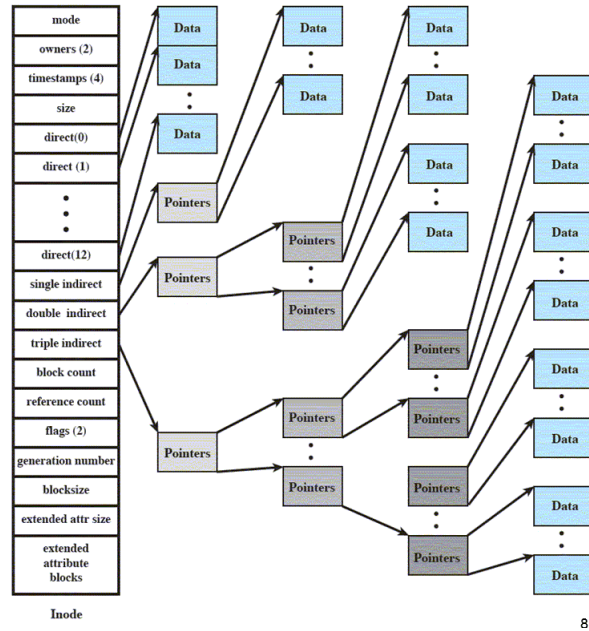 mode
owners (2)
timestamps (4)
size
direct(0)
direct (1)
direct(12)
single indirect
double indirect
triple indirect
block count
reference count
flags (2)
generation number
blocksize
extended attr size
extended
attribute
blocks
Inode
Data
Data
Data
Pointers
Pointers
Pointers
Data
Data
Pointers
Pointers
Pointers
Pointers
Data
Data
Data
Data
Pointers
Pointers
Pointers
Pointers
Data
Data
Data
Data
Data
Data
Data
Data
8